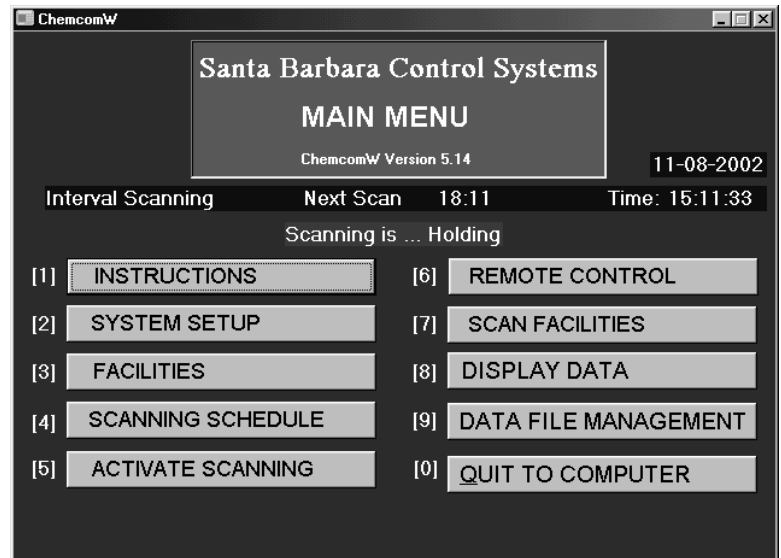 ChemcomW
Santa Barbara Control Systems
MAIN MENU
ChemcomW Version 5.14
11-08-2002
Interval Scanning Next Scan 18:11 Time: 15:11:33
Scanning is ... Holding
[1] INSTRUCTIONS
[2] SYSTEM SETUP
[3] FACILITIES
[4] SCANNING SCHEDULE
[5] ACTIVATE SCANNING
[6] REMOTE CONTROL
[7] SCAN FACILITIES
[8] DISPLAY DATA
[9] DATA FILE MANAGEMENT
[0] QUIT TO COMPUTER